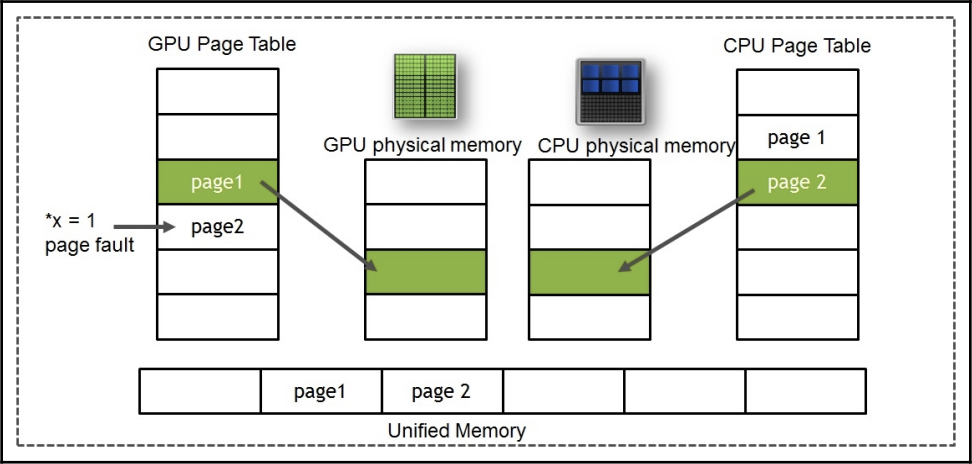 GPU Page Table
CPU Page Table
GPU physical memory
CPU physical memory
page 1
page1
page 2
*x = 1
page fault
page2
page1
page 2
Unified Memory